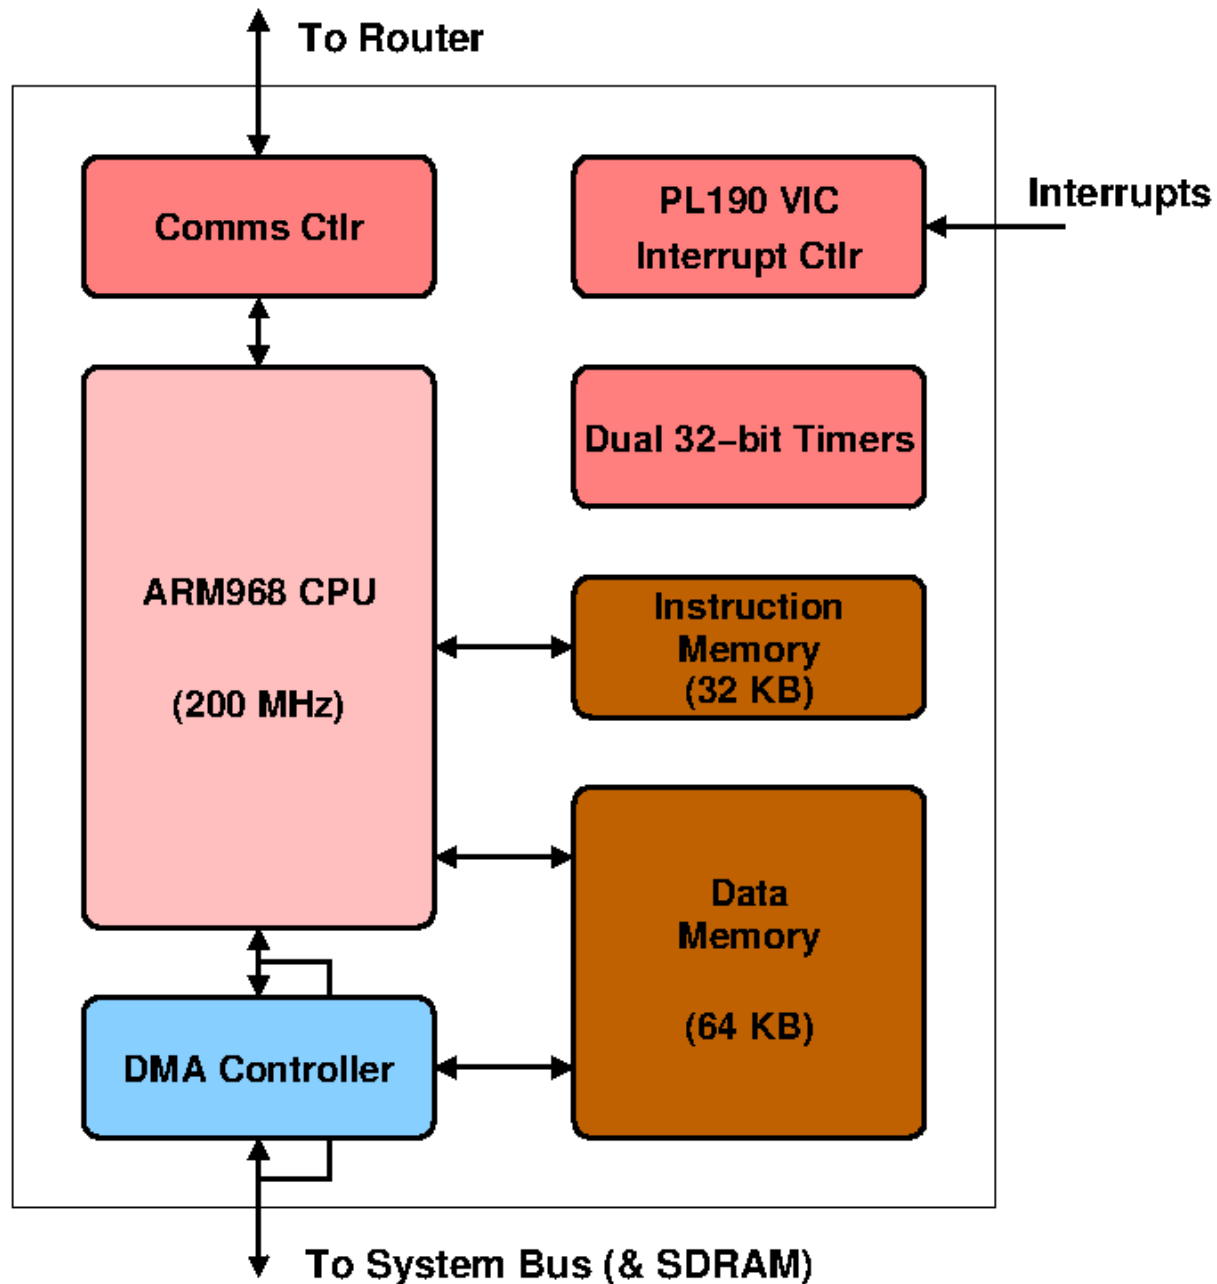 To Router
Comms Ctlr
PL190 VIC
Interrupt Ctlr
Interrupts
Dual 32−bit Timers
ARM968 CPU
(200 MHz)
Instruction
Memory
(32 KB)
Data
Memory
(64 KB)
DMA Controller
To System Bus (& SDRAM)